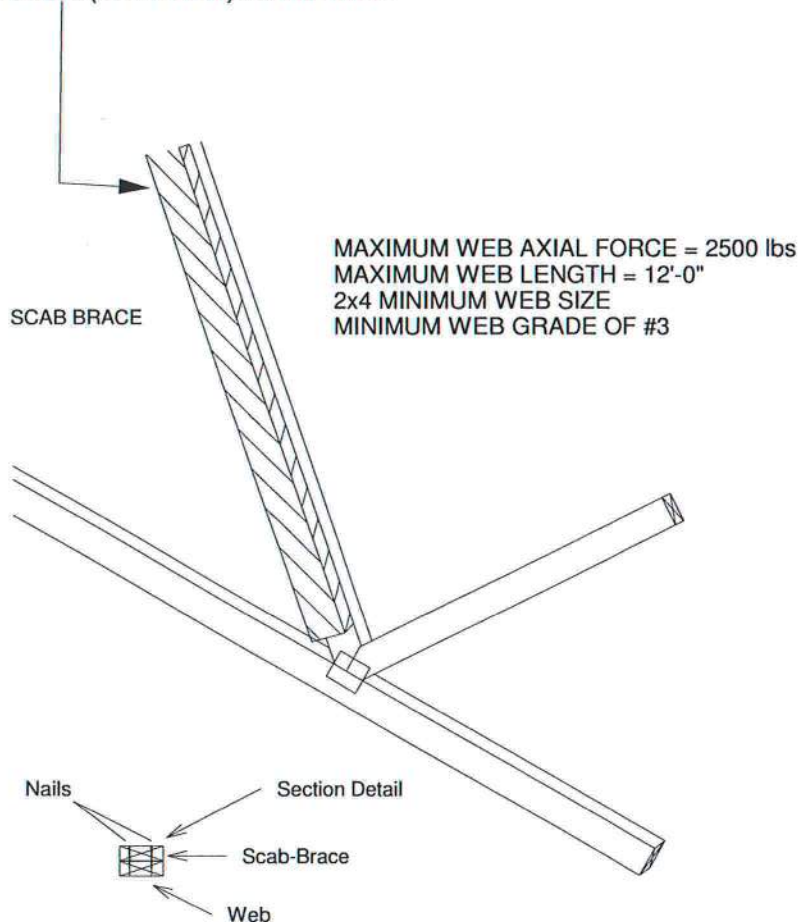 MAXIMUM WEB AXIAL FORCE = 2500 lbs
MAXIMUM WEB LENGTH = 12'-0"
2x4 MINIMUM WEB SIZE
MINIMUM WEB GRADE OF #3
SCAB BRACE
Nails
Section Detail
Scab-Brace
Web